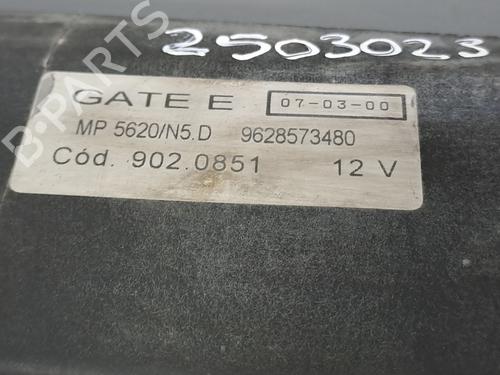 2503023
GATE E 07-03-00
MP 5620/N5.D 9628573480
Cód. 902.0851 12 V
B-PARTS